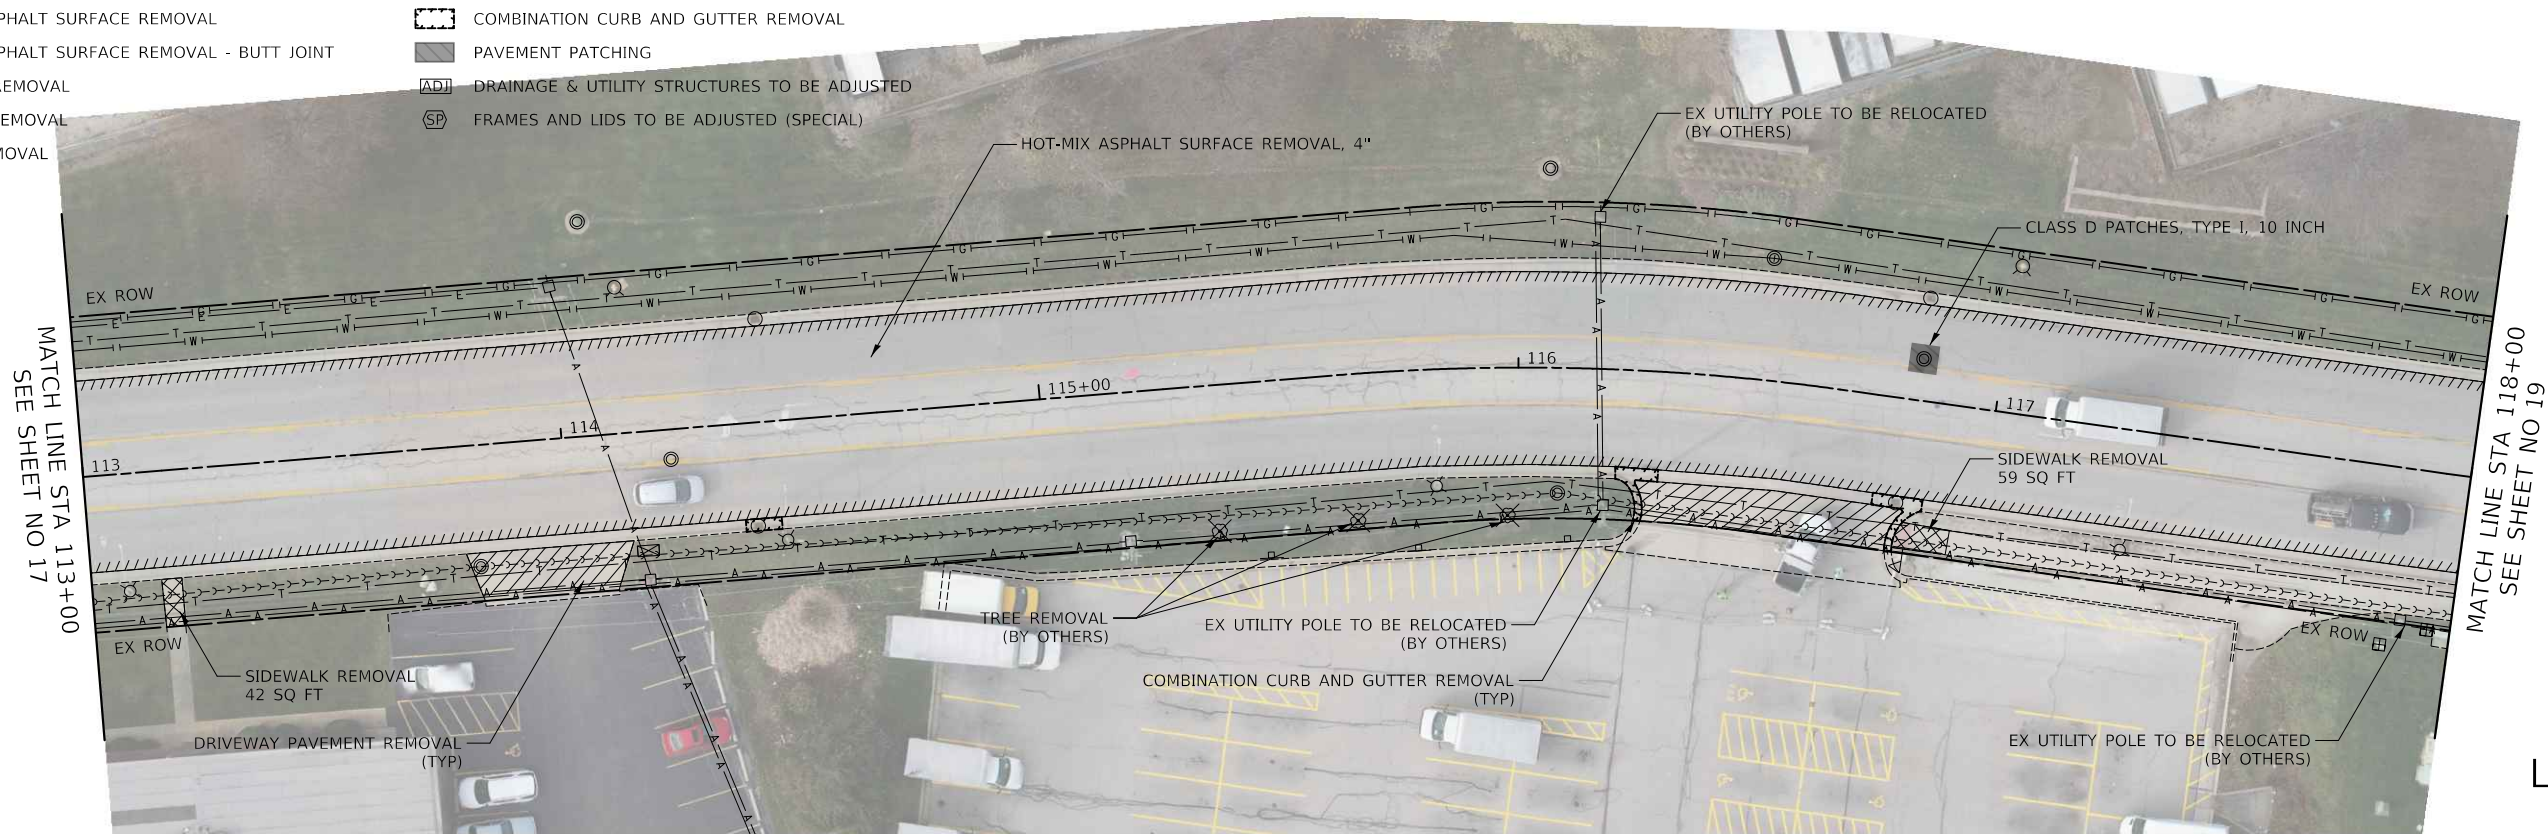 PHALT SURFACE REMOVAL
PHALT SURFACE REMOVAL - BUTT JOINT
EMOVAL
EMOVAL
MOVAL
COMBINATION CURB AND GUTTER REMOVAL
PAVEMENT PATCHING
ADJ DRAINAGE & UTILITY STRUCTURES TO BE ADJUSTED
SP FRAMES AND LIDS TO BE ADJUSTED (SPECIAL)
HOT-MIX ASPHALT SURFACE REMOVAL, 4"
EX UTILITY POLE TO BE RELOCATED
(BY OTHERS)
CLASS D PATCHES, TYPE I, 10 INCH
EX ROW
EX ROW
MATCH LINE STA 113+00
SEE SHEET NO 17
113
114
115+00
116
117
MATCH LINE STA 118+00
SEE SHEET NO 19
SIDEWALK REMOVAL
59 SQ FT
EX ROW
SIDEWALK REMOVAL
42 SQ FT
DRIVEWAY PAVEMENT REMOVAL
(TYP)
TREE REMOVAL
(BY OTHERS)
EX UTILITY POLE TO BE RELOCATED
(BY OTHERS)
COMBINATION CURB AND GUTTER REMOVAL
(TYP)
EX ROW
EX UTILITY POLE TO BE RELOCATED
(BY OTHERS)